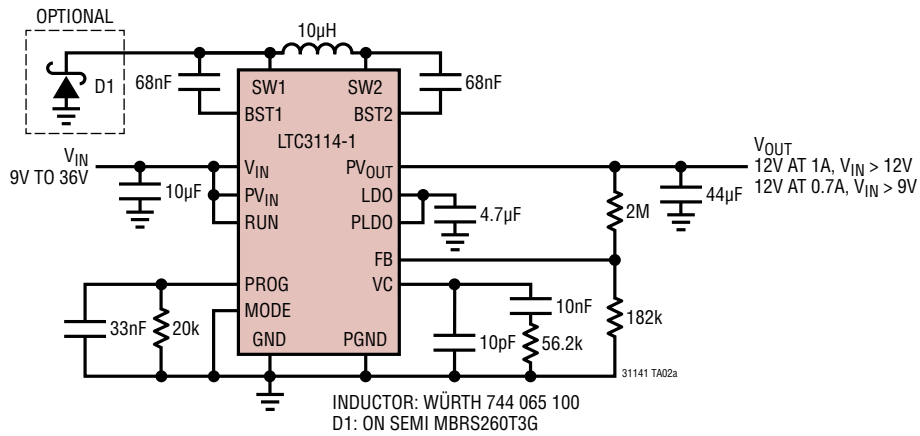 OPTIONAL
10µH
D1
68nF
SW1
SW2
68nF
BST1
BST2
LTC3114-1
VIN
9V TO 36V
10µF
VIN
PVIN
RUN
PVOUT
LDO
PLDO
4.7µF
2M
44µF
VOUT
12V AT 1A, VIN > 12V
12V AT 0.7A, VIN > 9V
FB
PROG
VC
MODE
33nF
20k
10nF
10pF
56.2k
182k
GND
PGND
31141 TA02a
INDUCTOR: WÜRTH 744 065 100
D1: ON SEMI MBRS260T3G